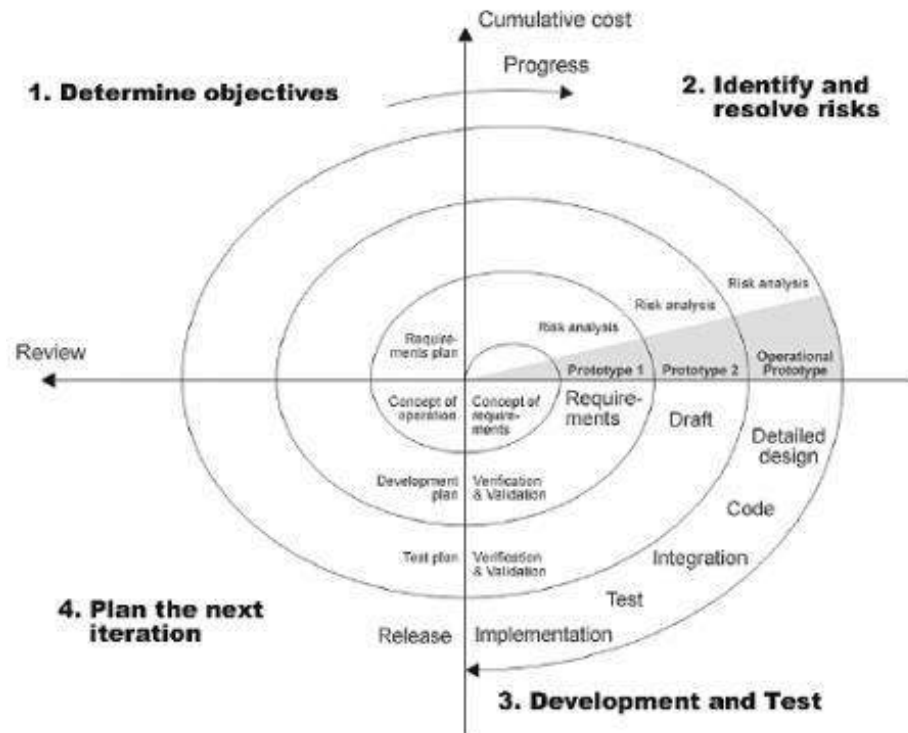 Cumulative cost
Progress
1. Determine objectives
2. Identify and
resolve risks
Risk analysis
Risk analysis
Risk analysis
Review
Require-
ments plan
Prototype 1
Prototype 2
Operational
Prototype
Concept of
operation
Concept of
require-
ments
Require-
ments
Draft
Detailed
design
Development
plan
Verification
& Validation
Code
Test plan
Verification
& Validation
Integration
Test
4. Plan the next
iteration
Release
Implementation
3. Development and Test